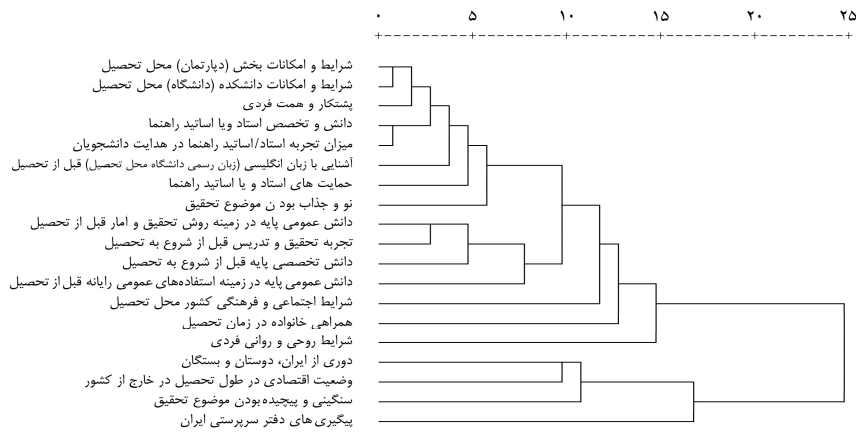 ۰ ۵ ۱۰ ۱۵ ۲۰ ۲۵
شرایط و امکانات بخش (دپارتمان) محل تحصیل
شرایط و امکانات دانشکده (دانشگاه) محل تحصیل
پشتکار و همت فردی
دانش و تخصص استاد ویا اساتید راهنما
میزان تجربه استاد/اساتید راهنما در هدایت دانشجویان
آشنایی با زبان انگلیسی (زبان رسمی دانشگاه محل تحصیل) قبل از تحصیل
حمایت های استاد و یا اساتید راهنما
نو و جذاب بود ن موضوع تحقیق
دانش عمومی پایه در زمینه روش تحقیق و امار قبل از تحصیل
تجربه تحقیق و تدریس قبل از شروع به تحصیل
دانش تخصصی پایه قبل از شروع به تحصیل
دانش عمومی پایه در زمینه استفاده‌های عمومی رایانه قبل از تحصیل
شرایط اجتماعی و فرهنگی کشور محل تحصیل
همراهی خانواده در زمان تحصیل
شرایط روحی و روانی فردی
دوری از ایران، دوستان و بستگان
وضعیت اقتصادی در طول تحصیل در خارج از کشور
سنگینی و پیچیده بودن موضوع تحقیق
پیگیری های دفتر سرپرستی ایران